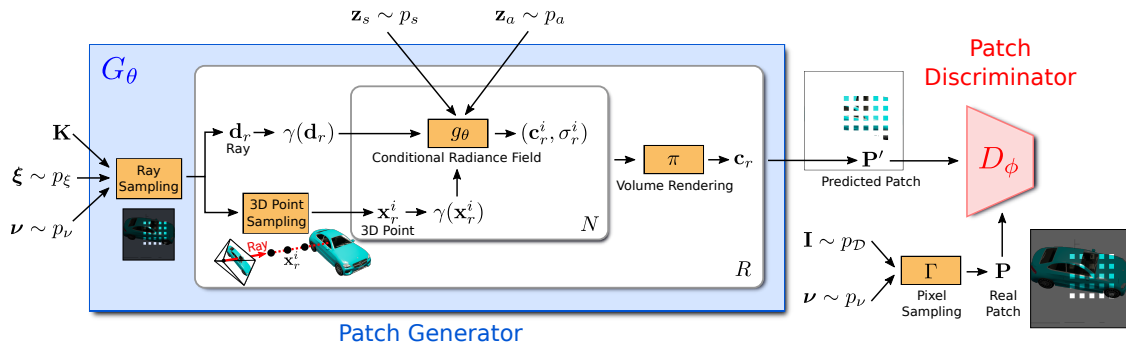 z_s ∼ p_s
z_a ∼ p_a
G_θ
K
ξ ∼ p_ξ
ν ∼ p_ν
Ray
Sampling
d_r
Ray
γ(d_r)
g_θ
Conditional Radiance Field
(c_r^i, σ_r^i)
3D Point
Sampling
x_r^i
3D Point
γ(x_r^i)
N
Ray
x_r^i
π
Volume Rendering
c_r
R
Patch Generator
P′
Predicted Patch
Patch
Discriminator
D_ϕ
I ∼ p_𝒟
ν ∼ p_ν
Γ
Pixel
Sampling
P
Real
Patch